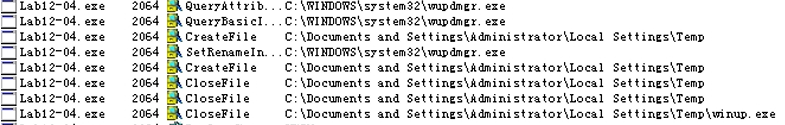 Lab12-04.exe 2064 QueryAttrib...C:\WINDOWS\system32\wupdmgr.exe
Lab12-04.exe 2064 QueryBasicI...C:\WINDOWS\system32\wupdmgr.exe
Lab12-04.exe 2064 CreateFile C:\Documents and Settings\Administrator\Local Settings\Temp
Lab12-04.exe 2064 SetRenameIn...C:\WINDOWS\system32\wupdmgr.exe
Lab12-04.exe 2064 CreateFile C:\Documents and Settings\Administrator\Local Settings\Temp
Lab12-04.exe 2064 CloseFile C:\Documents and Settings\Administrator\Local Settings\Temp
Lab12-04.exe 2064 CloseFile C:\Documents and Settings\Administrator\Local Settings\Temp
Lab12-04.exe 2064 CloseFile C:\Documents and Settings\Administrator\Local Settings\Temp\winup.exe